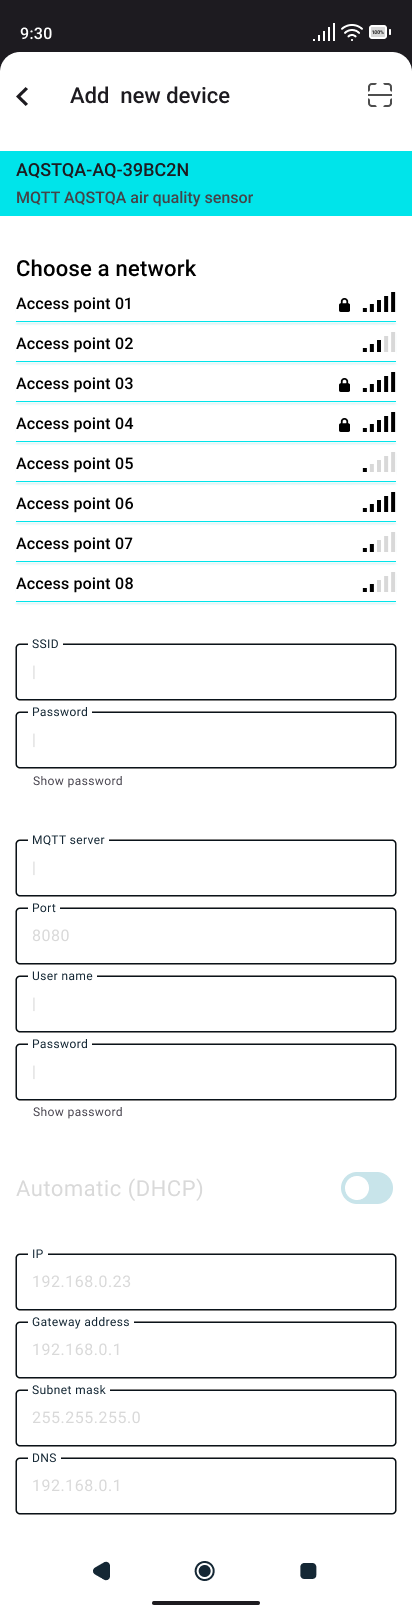 9:30
100%
Add new device
AQSTQA-AQ-39BC2N
MQTT AQSTQA air quality sensor
Choose a network
Access point 01
Access point 02
Access point 03
Access point 04
Access point 05
Access point 06
Access point 07
Access point 08
SSID
Password
Show password
MQTT server
Port
8080
User name
Password
Show password
Automatic (DHCP)
IP
192.168.0.23
Gateway address
192.168.0.1
Subnet mask
255.255.255.0
DNS
192.168.0.1